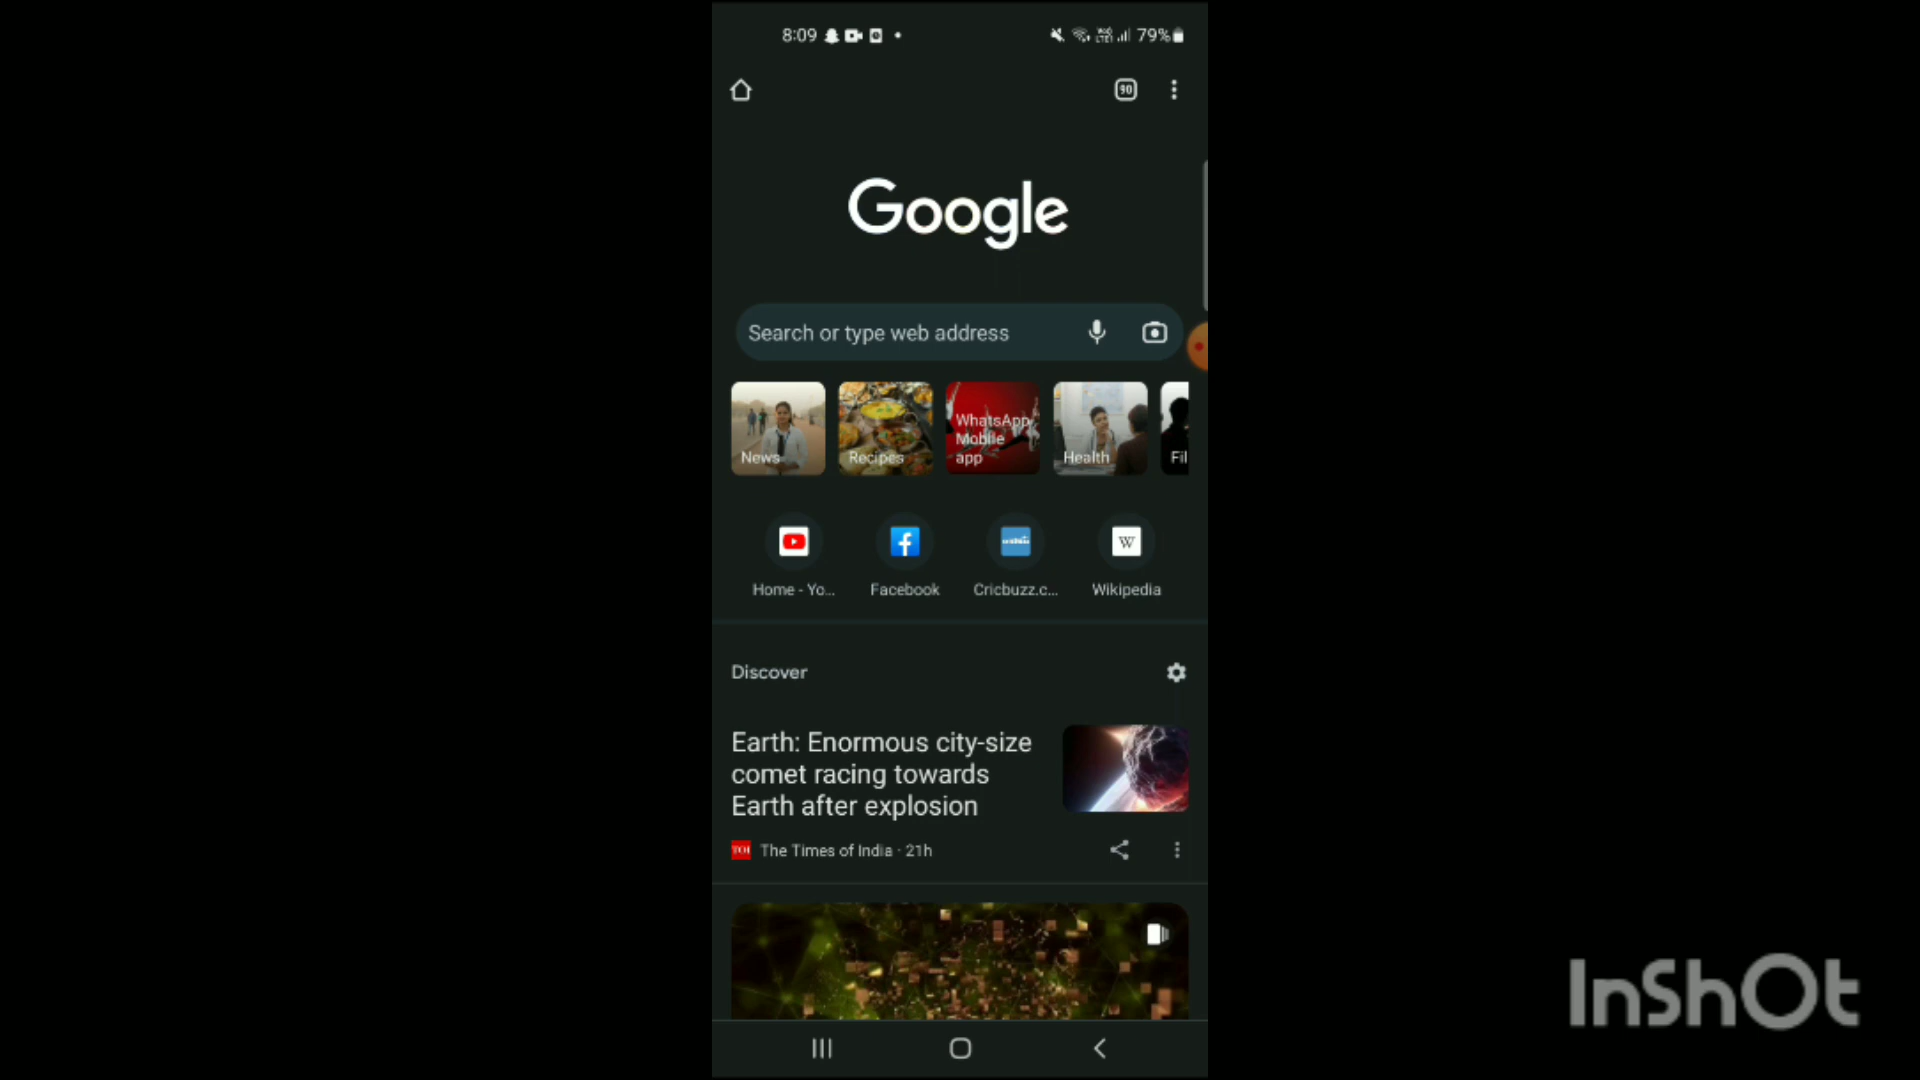 8:09
79%
90
Google
Search or type web address
News
Recipes
WhatsApp
Mobile
app
Health
Fil
Home - Yo...
Facebook
Cricbuzz.c...
W
Wikipedia
Discover
Earth: Enormous city-size
comet racing towards
Earth after explosion
TOI
The Times of India · 21h
InShOt